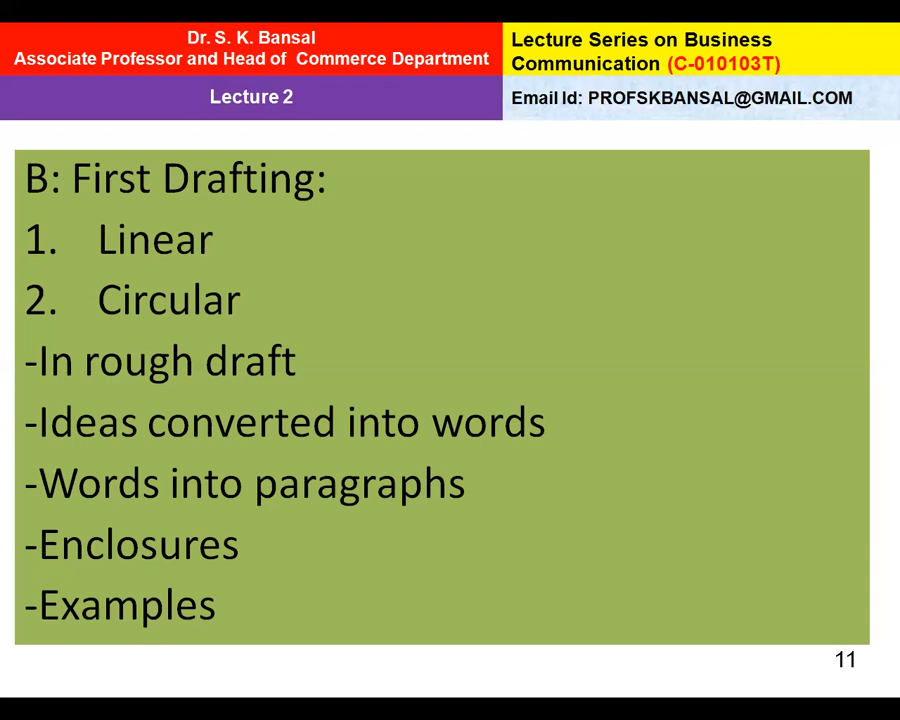 Dr. S. K. Bansal
Associate Professor and Head of Commerce Department
Lecture Series on Business
Communication (C-010103T)
Lecture 2
Email Id: PROFSKBANSAL@GMAIL.COM
B: First Drafting:
1. Linear
2. Circular
-In rough draft
-Ideas converted into words
-Words into paragraphs
-Enclosures
-Examples
11